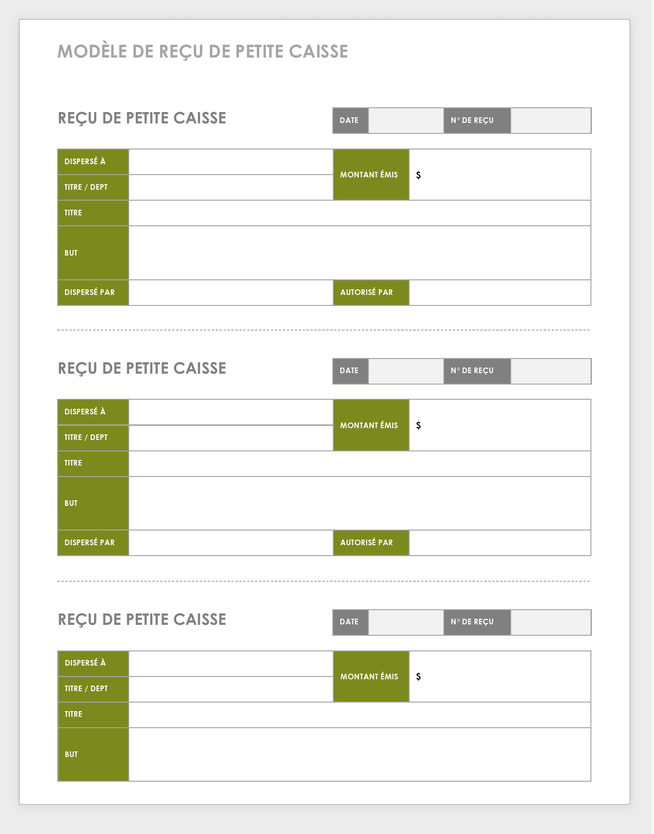 MODÈLE DE REÇU DE PETITE CAISSE
REÇU DE PETITE CAISSE
DATE
N° DE REÇU
DISPERSÉ À
MONTANT ÉMIS $
TITRE / DEPT
TITRE
BUT
DISPERSÉ PAR
AUTORISÉ PAR
REÇU DE PETITE CAISSE
DATE
N° DE REÇU
DISPERSÉ À
MONTANT ÉMIS $
TITRE / DEPT
TITRE
BUT
DISPERSÉ PAR
AUTORISÉ PAR
REÇU DE PETITE CAISSE
DATE
N° DE REÇU
DISPERSÉ À
MONTANT ÉMIS $
TITRE / DEPT
TITRE
BUT